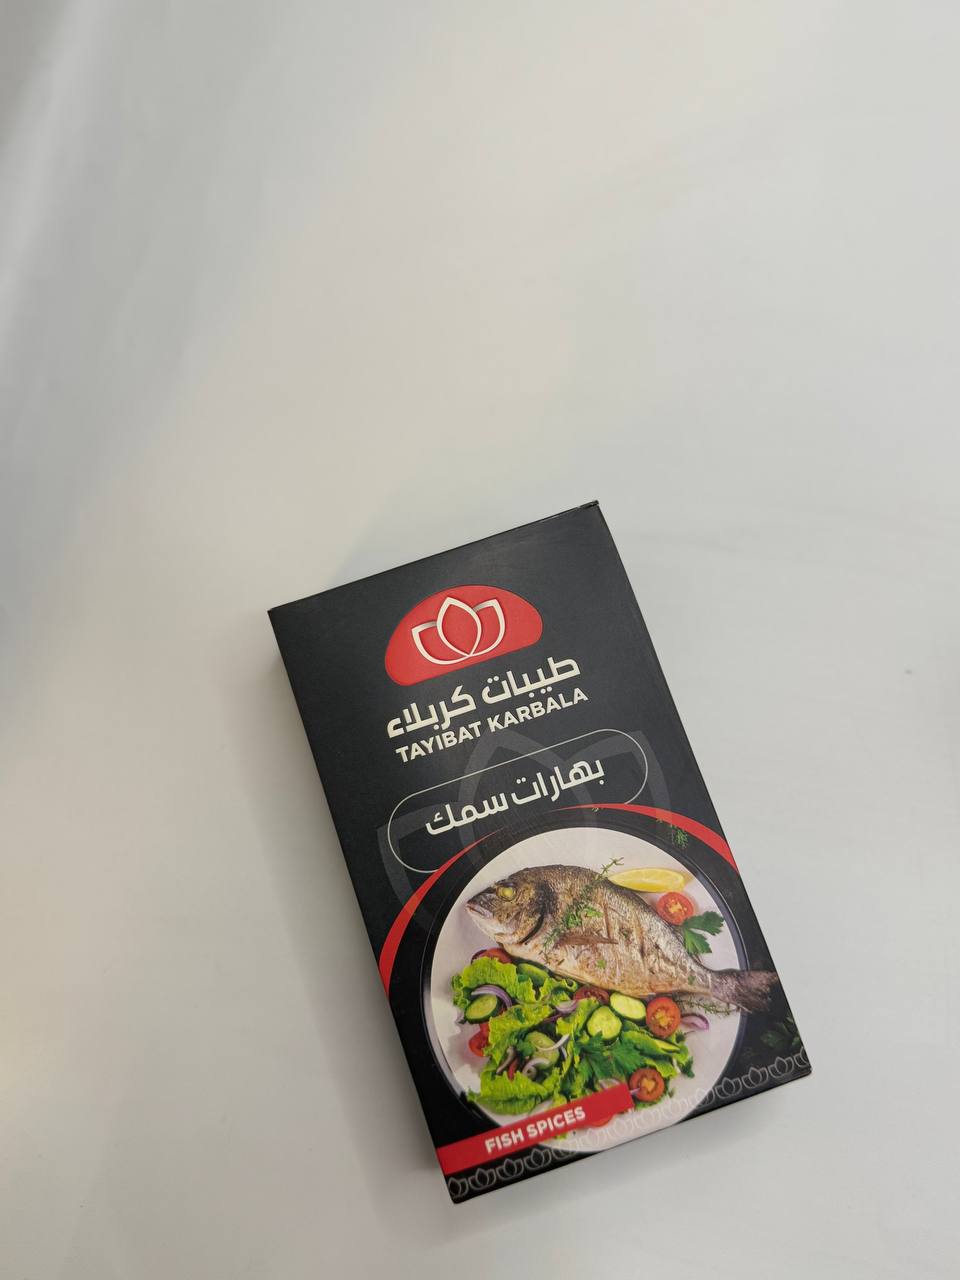 طيبات كربلاء
TAYIBAT KARBALA
بهارات سمك
FISH SPICES